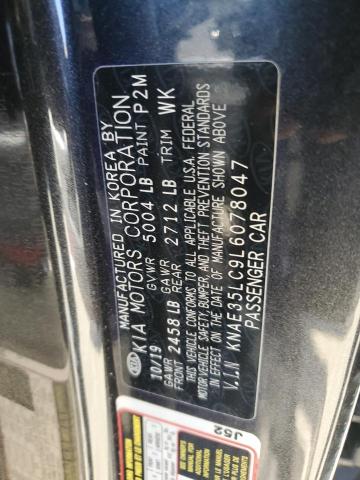 MANUFACTURED IN KOREA BY
KIA MOTORS CORPORATION
10/19 GVWR 5004 LB PAINT P2M
GAWR FRONT 2458 LB GAWR REAR 2712 LB TRIM WK
THIS VEHICLE CONFORMS TO ALL APPLICABLE U.S.A. FEDERAL
MOTOR VEHICLE SAFETY, BUMPER, AND THEFT PREVENTION STANDARDS
IN EFFECT ON THE DATE OF MANUFACTURE SHOWN ABOVE
V.I.N KNAE35LC9L6078047
PASSENGER CAR
J52